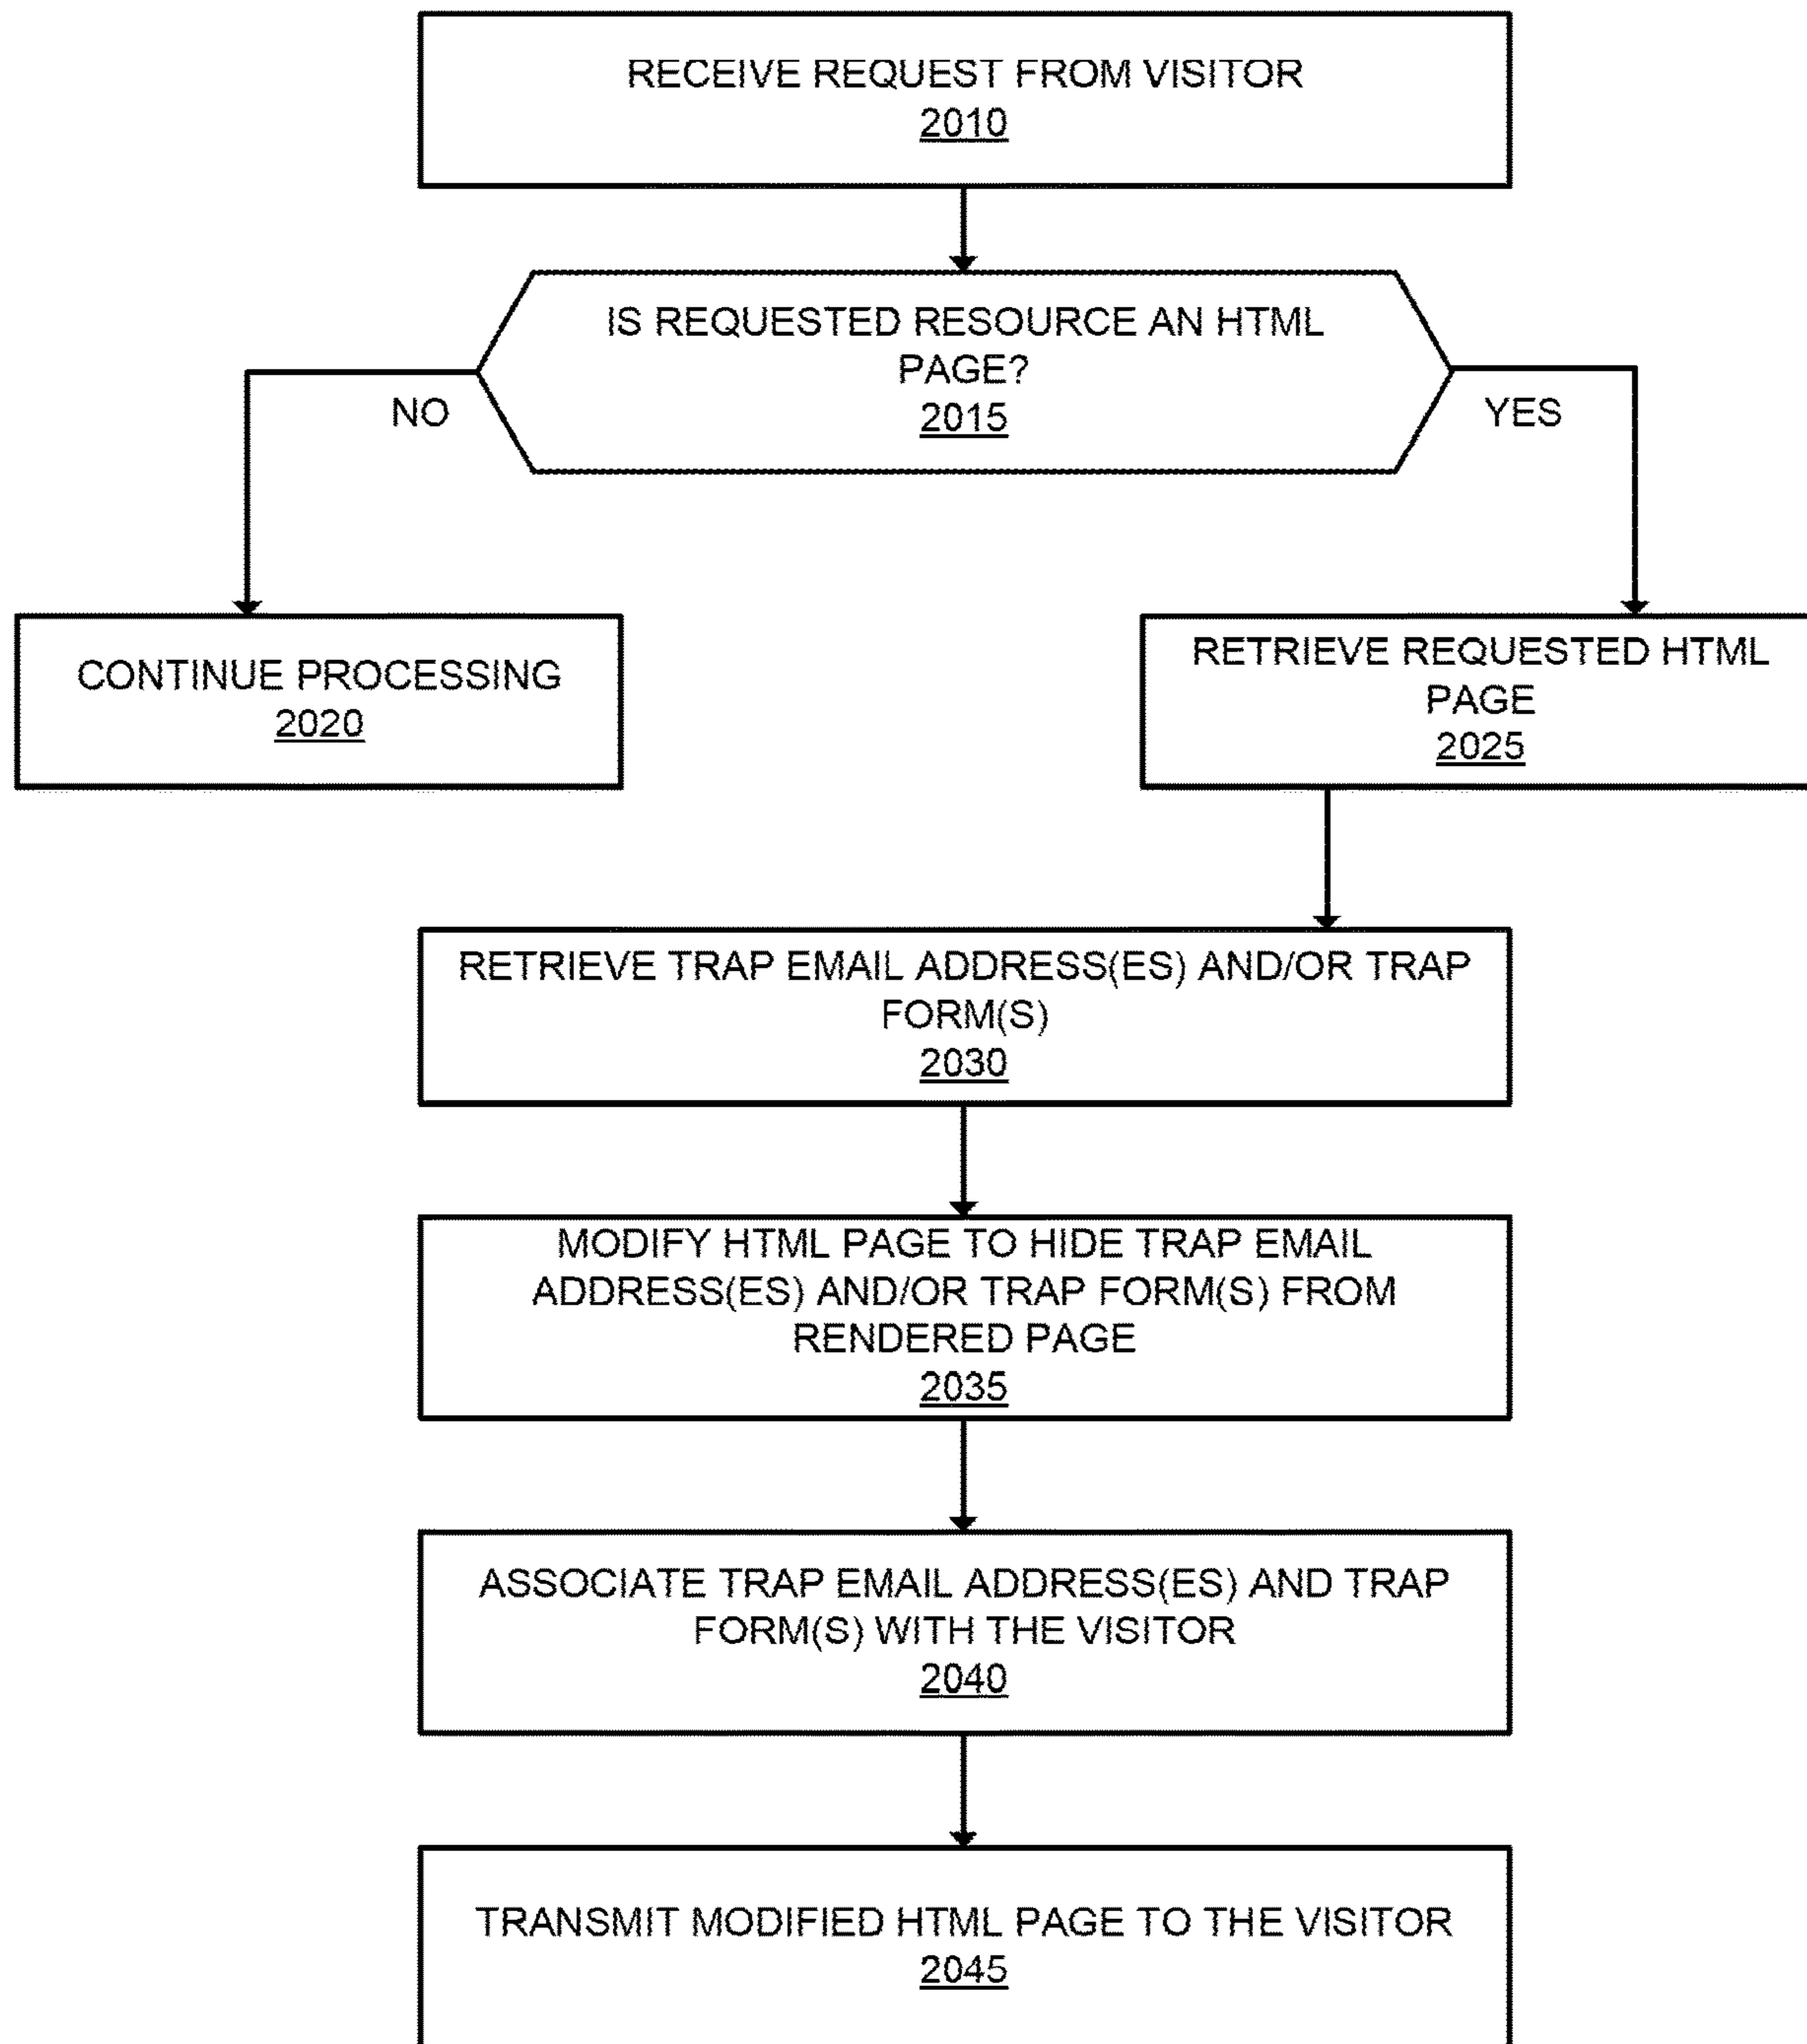 RECEIVE REQUEST FROM VISITOR
2010
IS REQUESTED RESOURCE AN HTML
PAGE?
2015
NO
YES
CONTINUE PROCESSING
2020
RETRIEVE REQUESTED HTML
PAGE
2025
RETRIEVE TRAP EMAIL ADDRESS(ES) AND/OR TRAP
FORM(S)
2030
MODIFY HTML PAGE TO HIDE TRAP EMAIL
ADDRESS(ES) AND/OR TRAP FORM(S) FROM
RENDERED PAGE
2035
ASSOCIATE TRAP EMAIL ADDRESS(ES) AND TRAP
FORM(S) WITH THE VISITOR
2040
TRANSMIT MODIFIED HTML PAGE TO THE VISITOR
2045